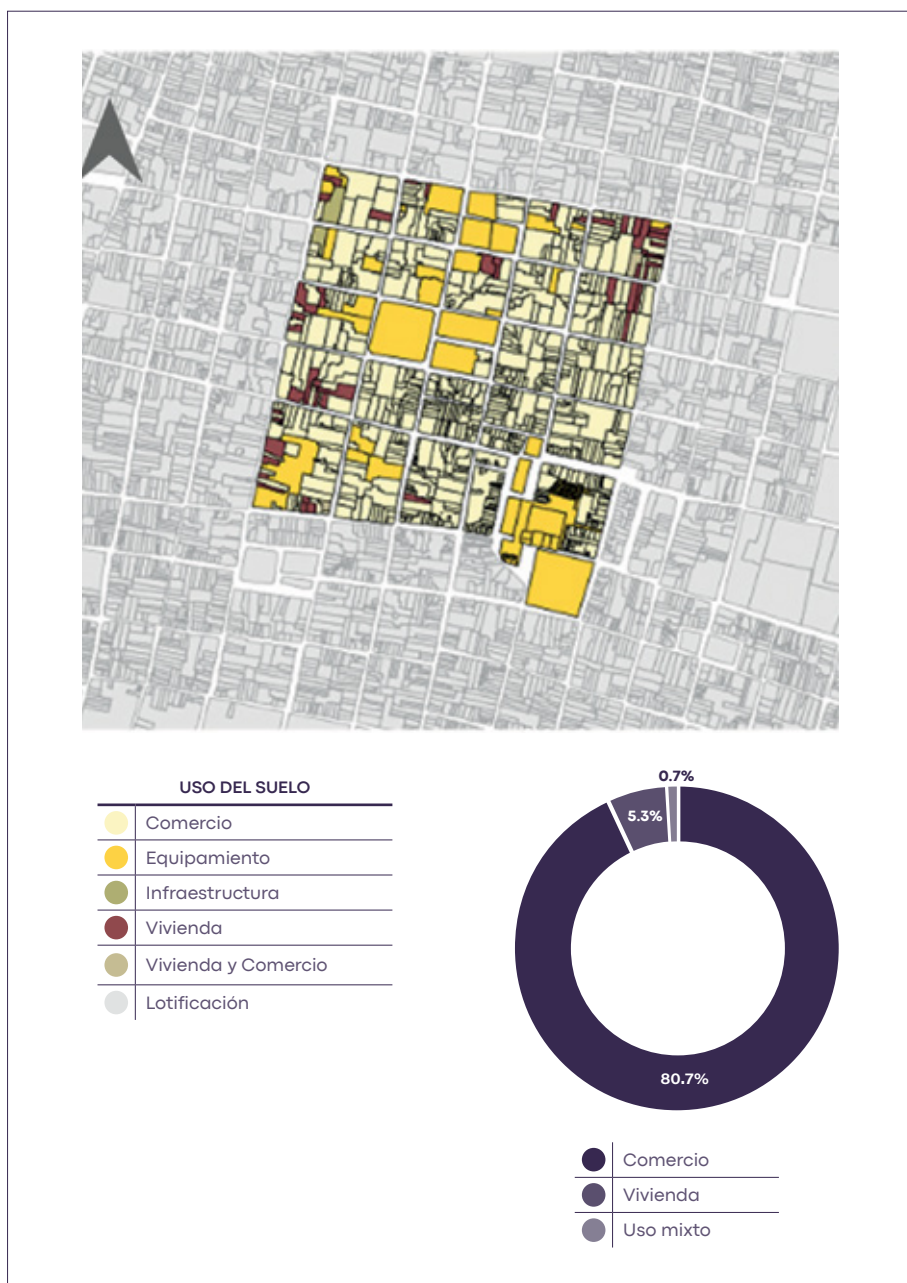 USO DEL SUELO
Comercio
Equipamiento
Infraestructura
Vivienda
Vivienda y Comercio
Lotificación
0.7%
5.3%
80.7%
Comercio
Vivienda
Uso mixto